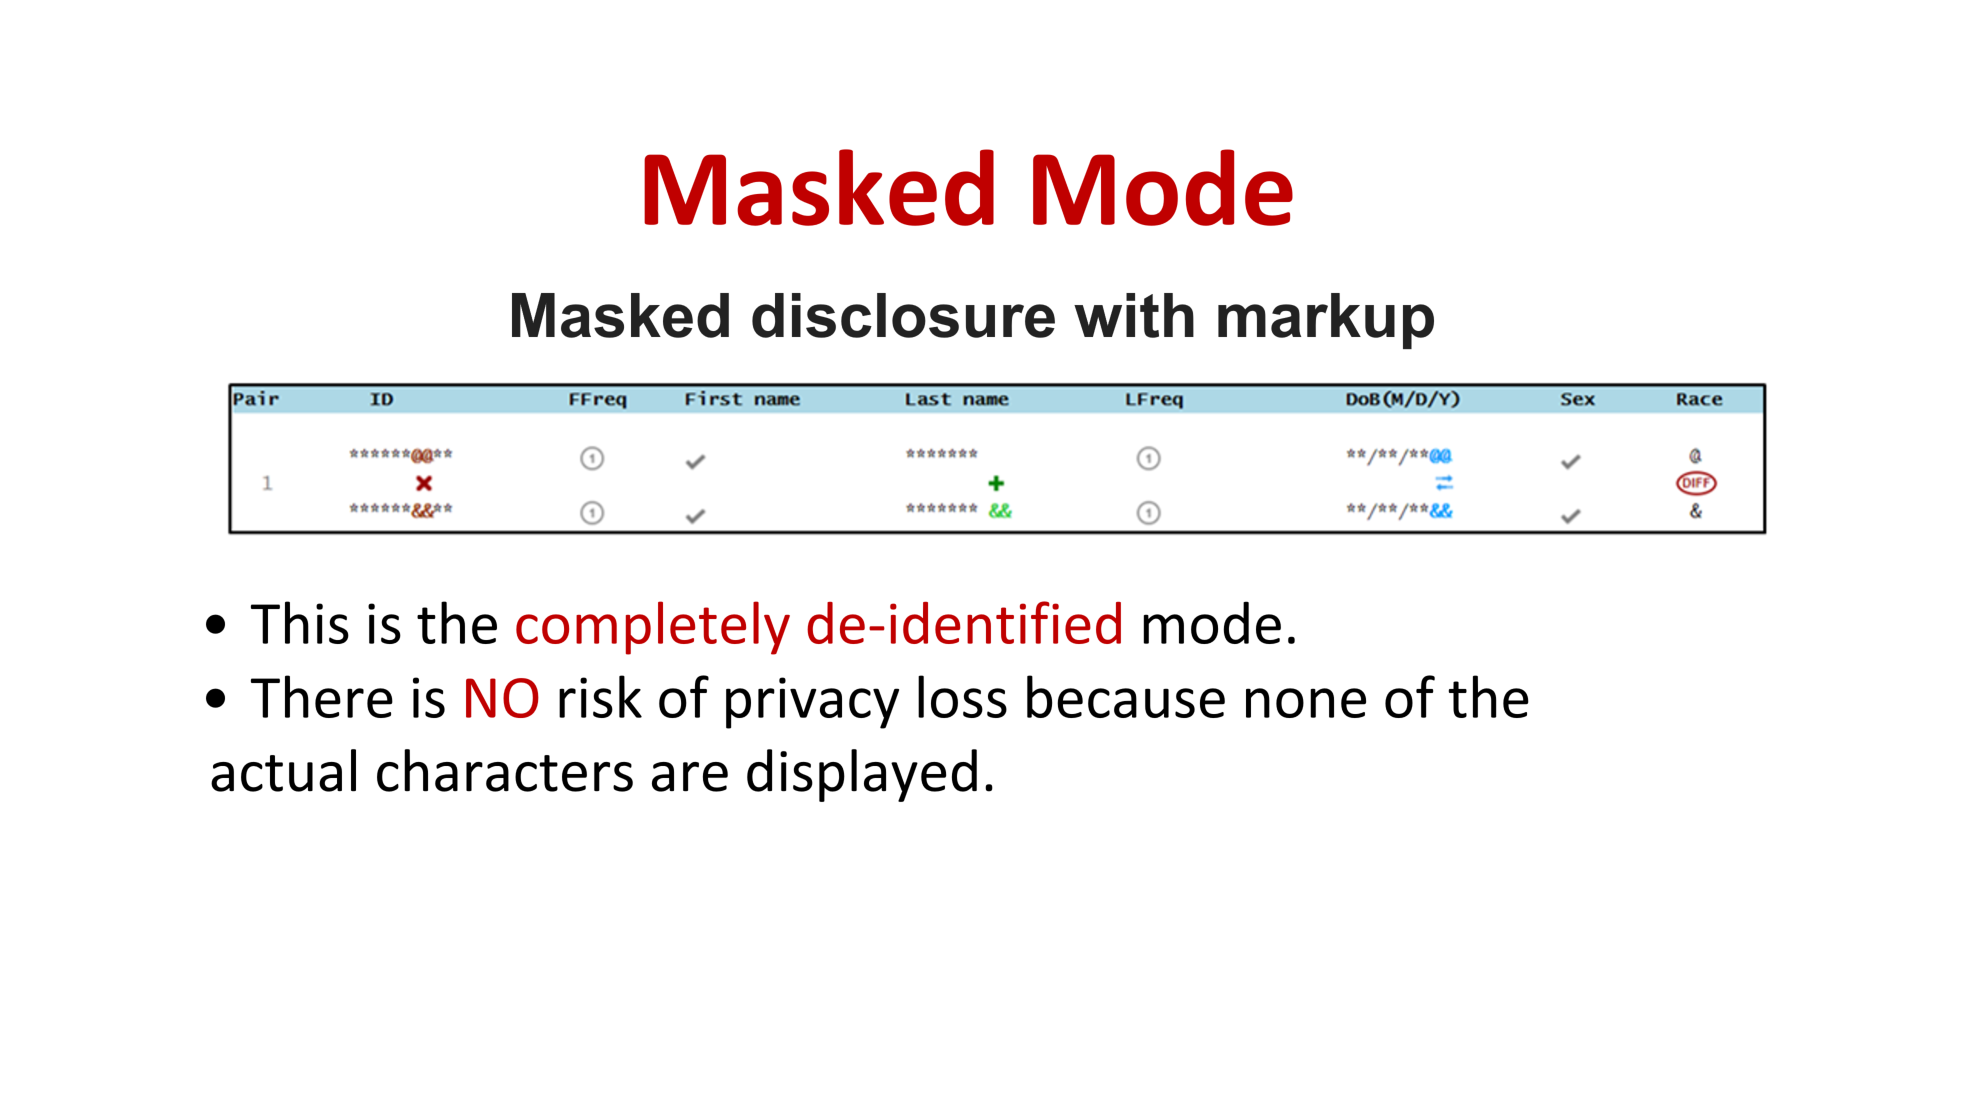 Masked Mode
Masked disclosure with markup
Pair ID FFreq First name Last name LFreq DoB(M/D/Y) Sex Race
******@@** ① ✔ ******* ① **/**/**@@ ✔ @
1 ✖ + ⇄ DIFF
******&&** ① ✔ ******* && ① **/**/**&& ✔ &
• This is the completely de-identified mode.
• There is NO risk of privacy loss because none of the
actual characters are displayed.